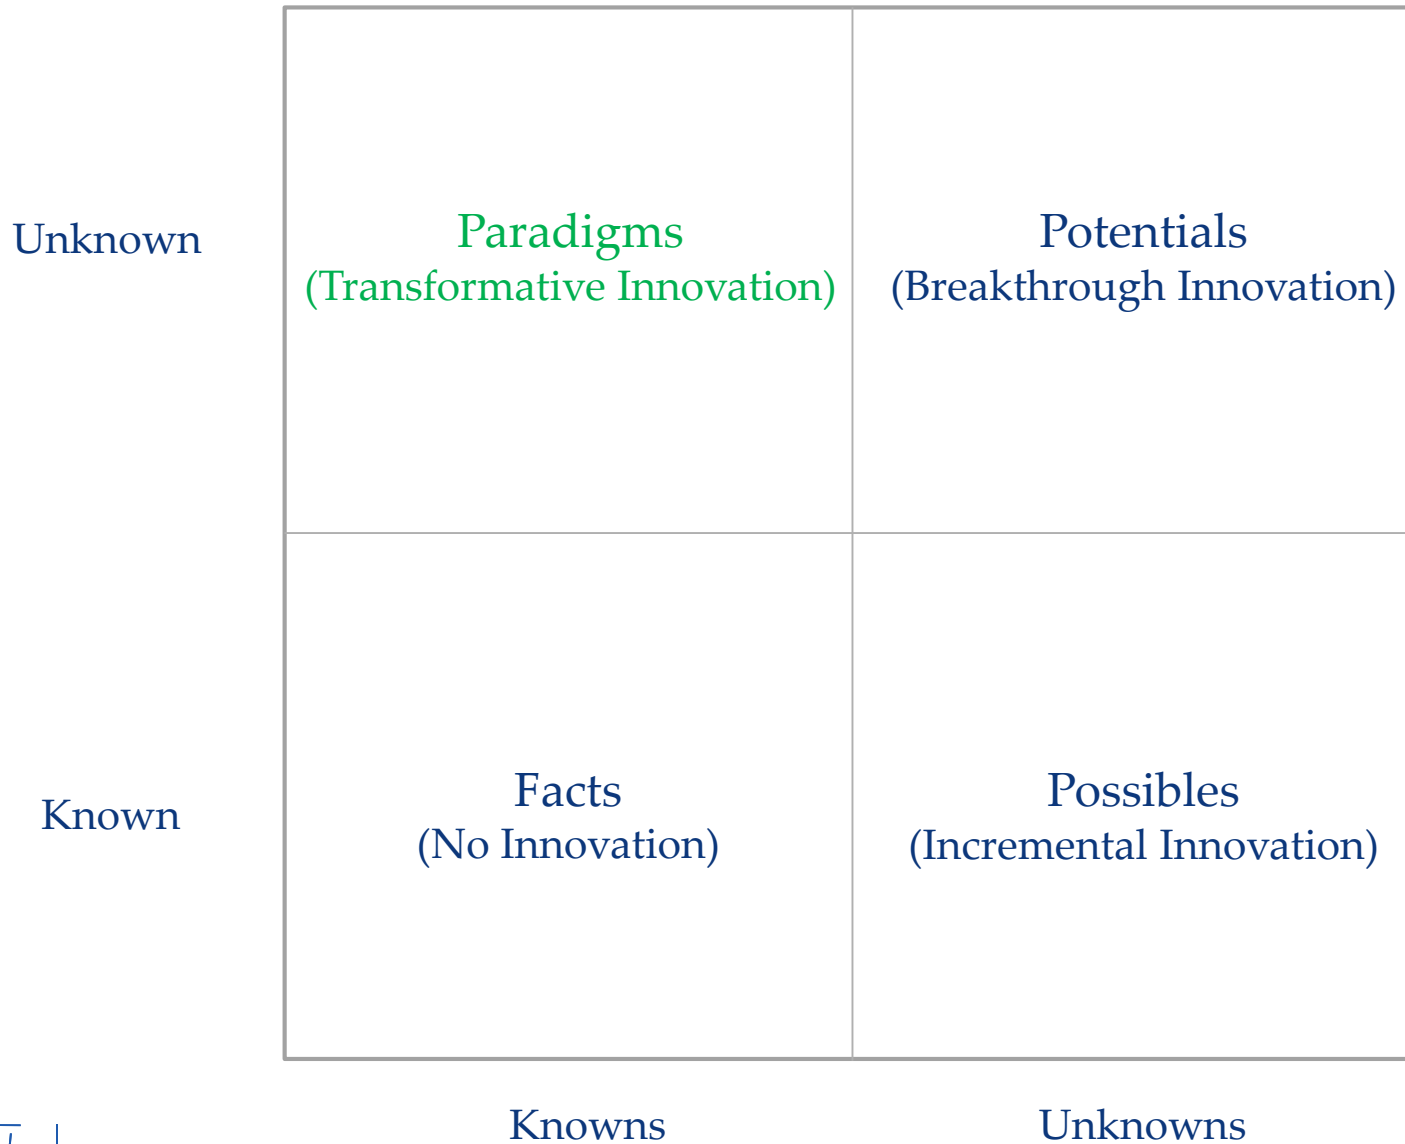 Unknown
Paradigms
(Transformative Innovation)
Potentials
(Breakthrough Innovation)
Known
Facts
(No Innovation)
Possibles
(Incremental Innovation)
Knowns
Unknowns